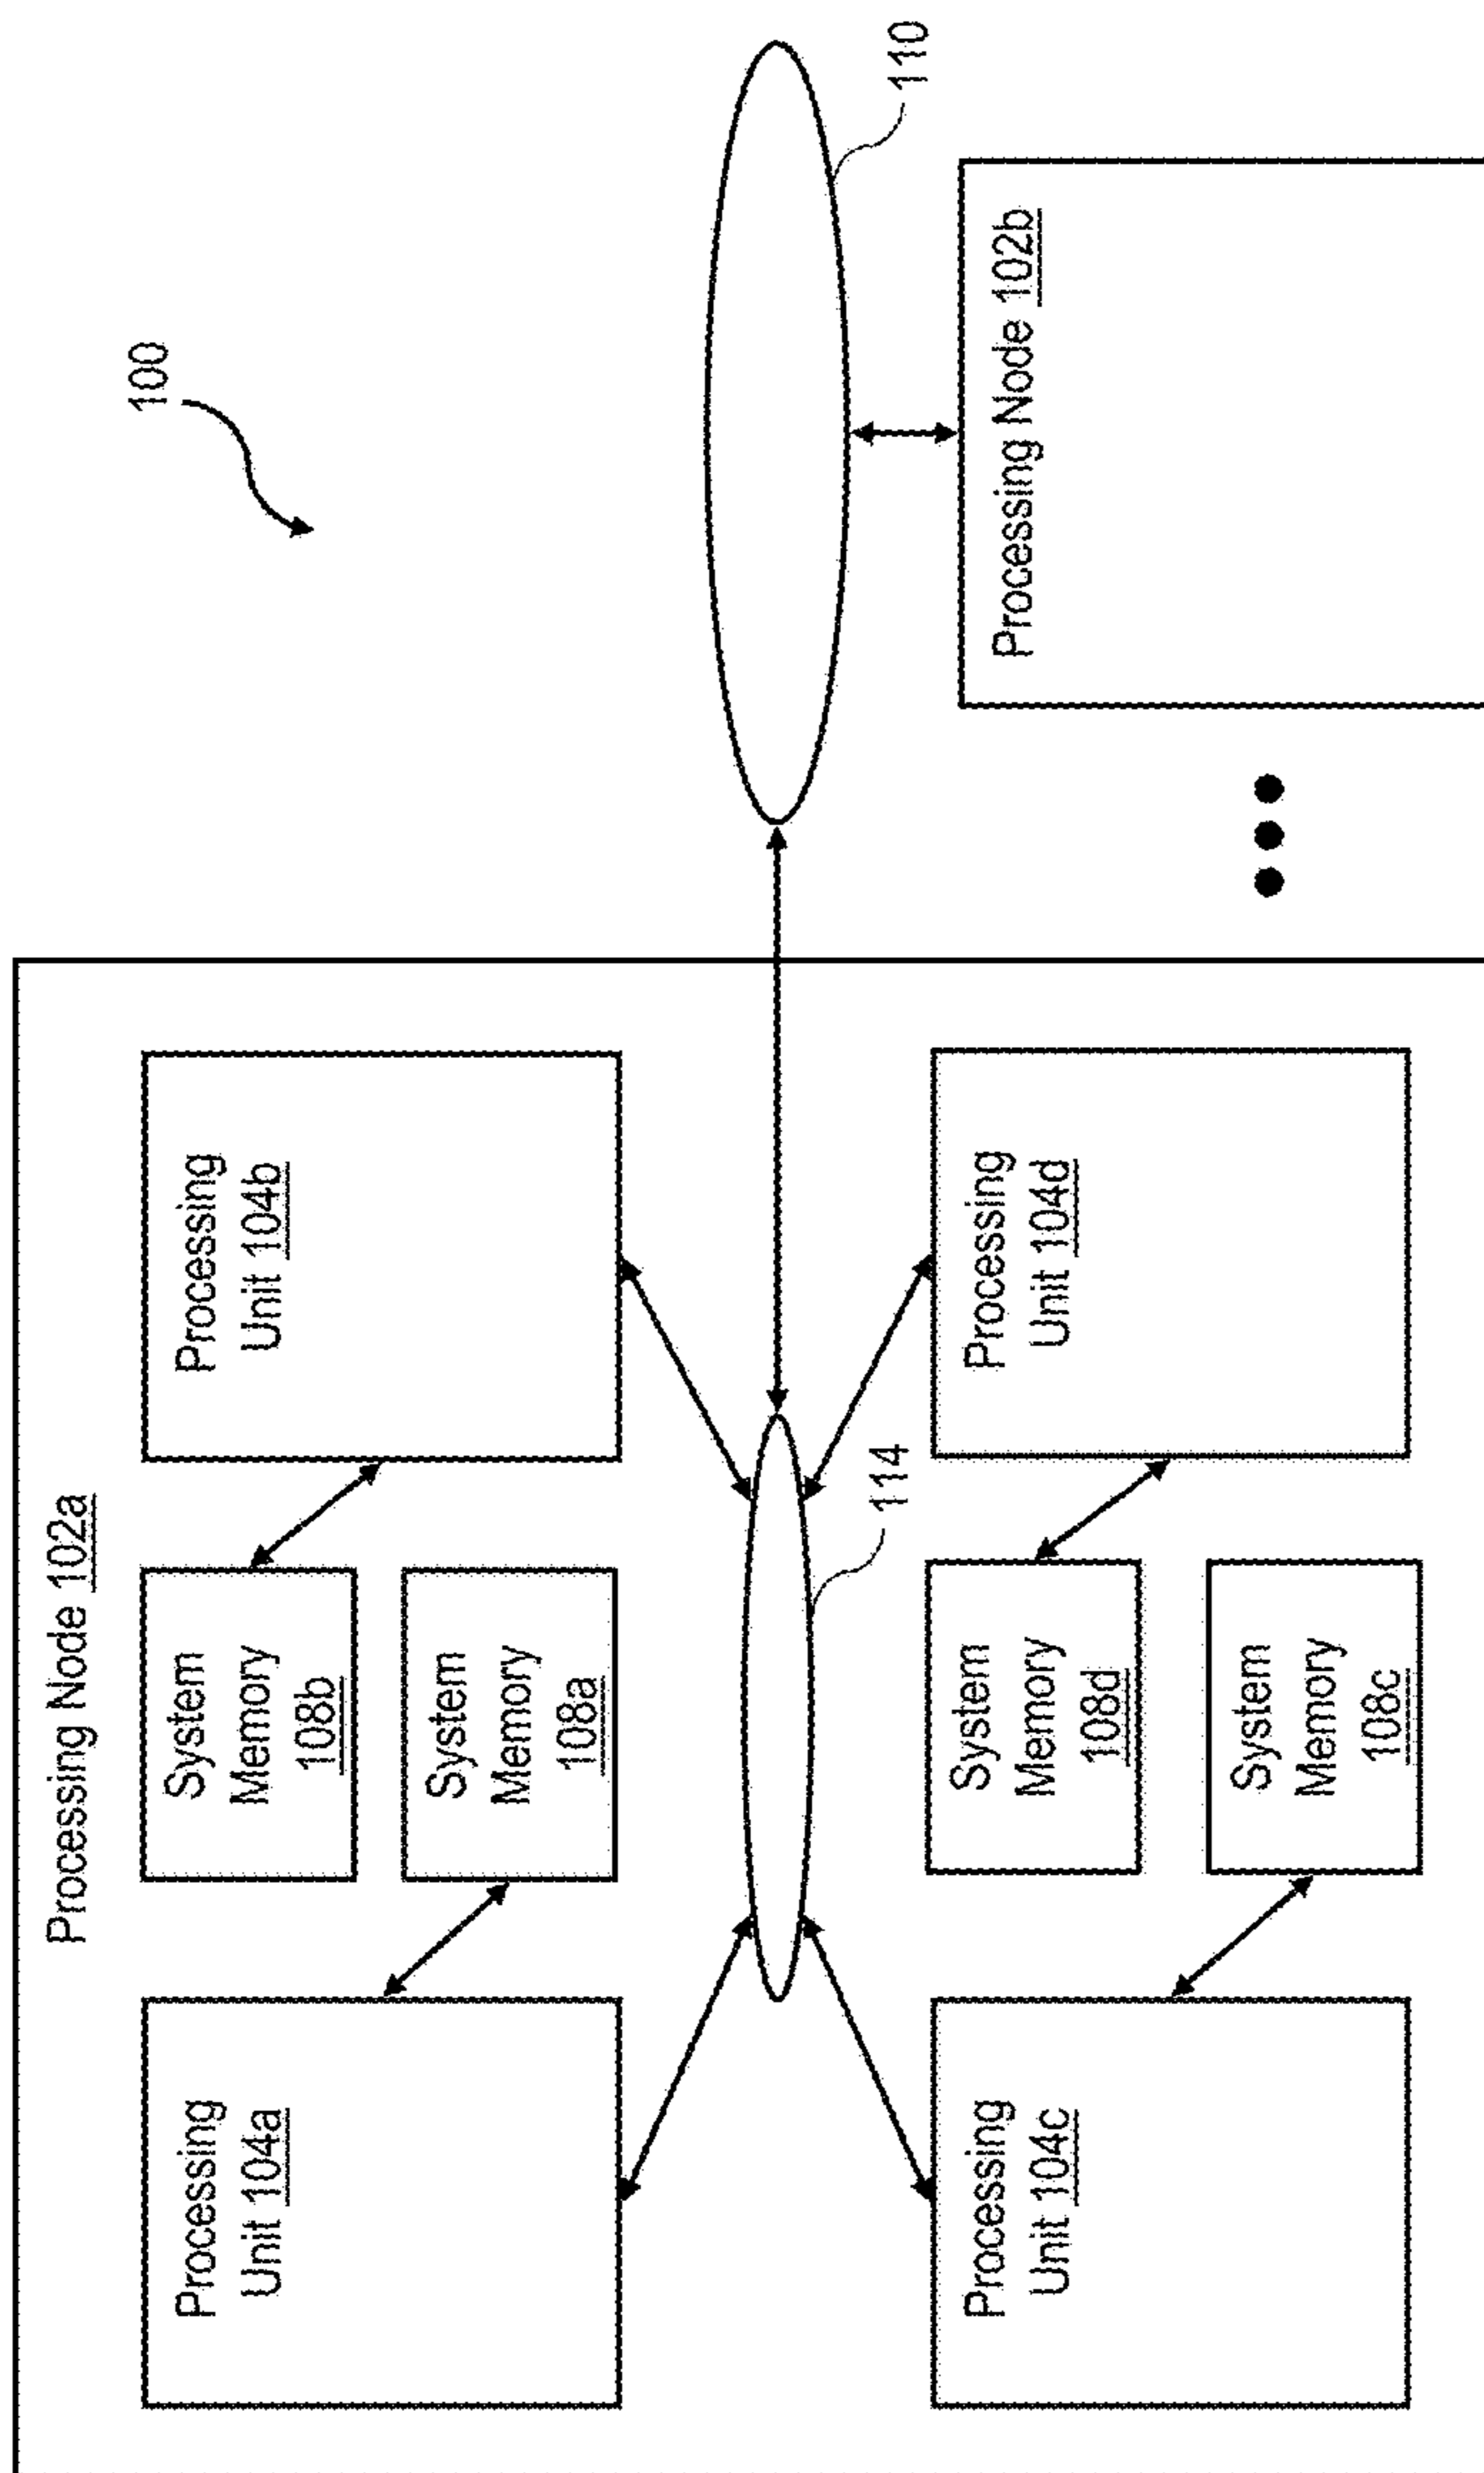 100
Processing Node 102a
Processing
Unit 104a
System
Memory
108b
System
Memory
108a
Processing
Unit 104b
114
110
Processing
Unit 104c
System
Memory
108d
System
Memory
108c
Processing
Unit 104d
Processing Node 102b